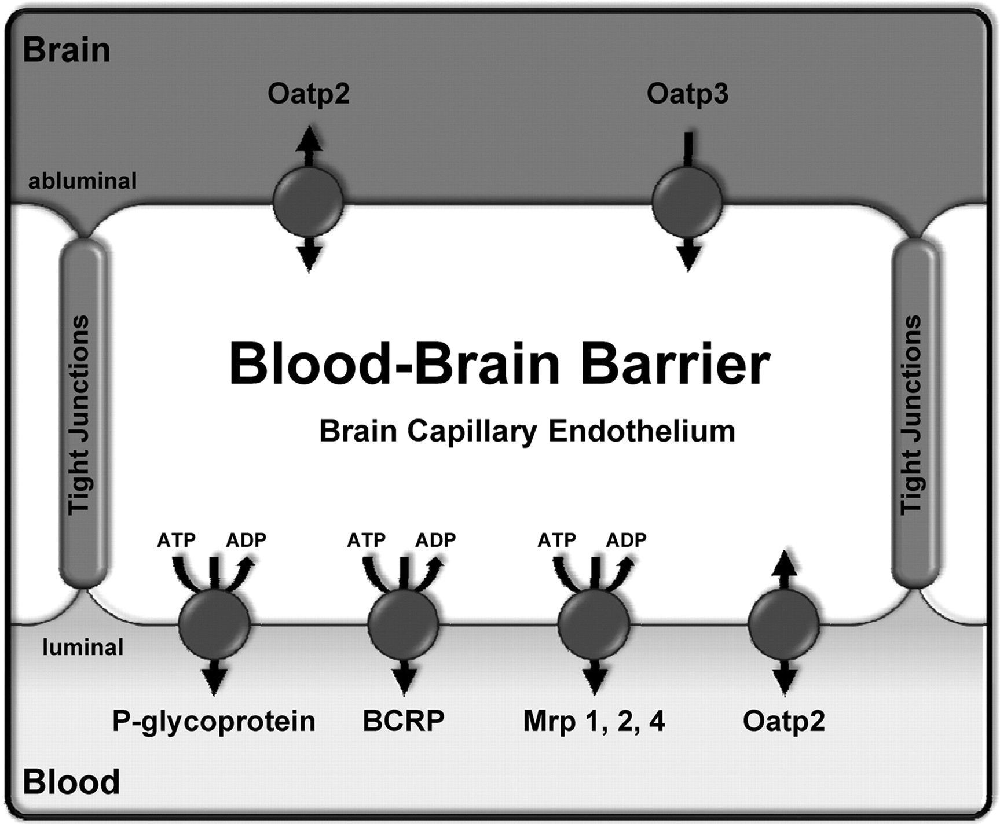 Brain
Oatp2
Oatp3
abluminal
Tight Junctions
Tight Junctions
Blood-Brain Barrier
Brain Capillary Endothelium
ATP ADP
ATP ADP
ATP ADP
luminal
P-glycoprotein
BCRP
Mrp 1, 2, 4
Oatp2
Blood